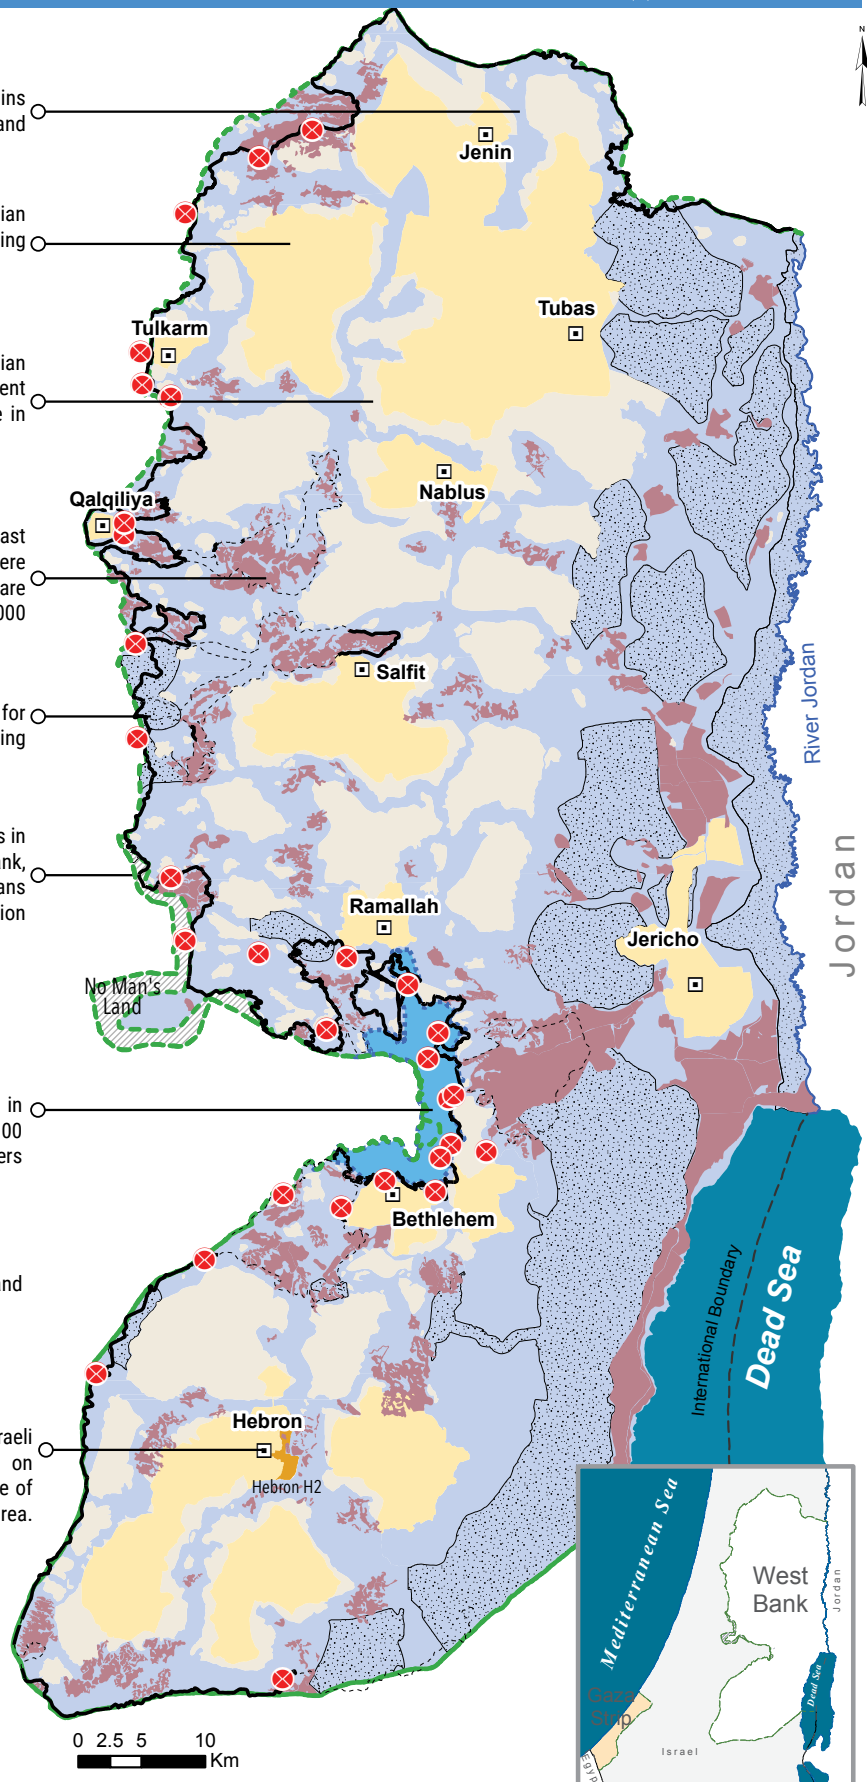 N
ins
and
Jenin
ian
ing
Tubas
Tulkarm
ian
ent
e in
Nablus
Qalqiliya
ast
ere
are
000
Salfit
River Jordan
for
ing
s in
ank,
ans
ion
Ramallah
Jericho
Jordan
No Man's
Land
in
00
ers
Bethlehem
and
International Boundary
Dead Sea
Hebron
Hebron H2
raeli
on
e of
rea.
Mediterranean Sea
West
Bank
Jordan
Gaza
Strip
Dead Sea
Israel
Egyp
0 2.5 5 10
Km